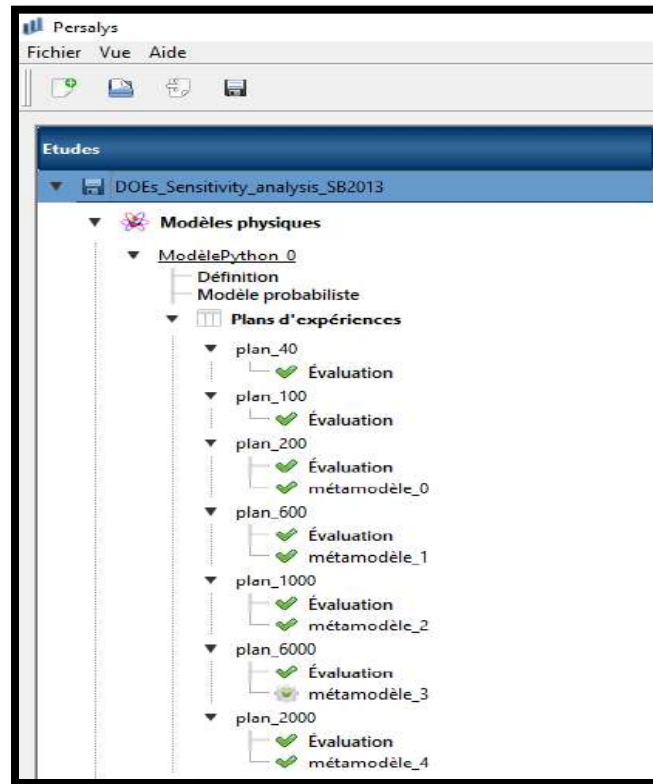 Persalys
Fichier Vue Aide
Etudes
DOEs_Sensitivity_analysis_SB2013
Modèles physiques
ModèlePython_0
Définition
Modèle probabiliste
Plans d'expériences
plan_40
Évaluation
plan_100
Évaluation
plan_200
Évaluation
métamodèle_0
plan_600
Évaluation
métamodèle_1
plan_1000
Évaluation
métamodèle_2
plan_6000
Évaluation
métamodèle_3
plan_2000
Évaluation
métamodèle_4